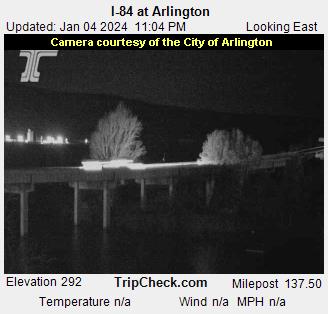 I-84 at Arlington
Updated: Jan 04 2024 11:04 PM Looking East
Camera courtesy of the City of Arlington
Elevation 292 TripCheck.com Milepost 137.50
Temperature n/a Wind n/a MPH n/a